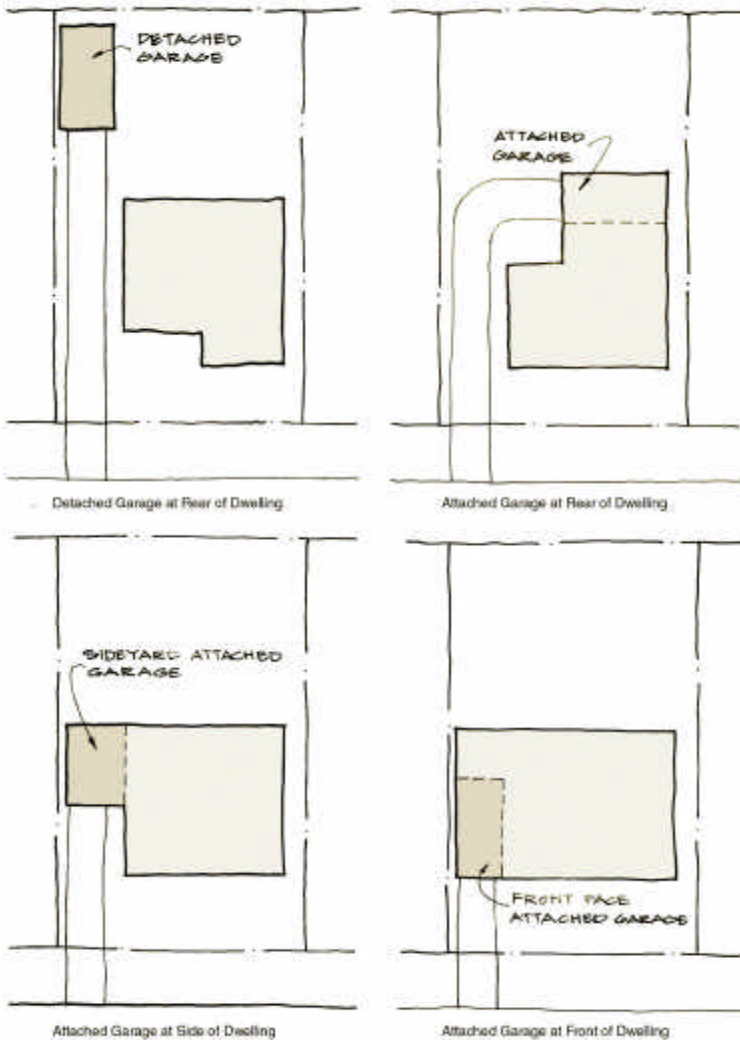 DETACHED
GARAGE
ATTACHED
GARAGE
Detached Garage at Rear of Dwelling
Attached Garage at Rear of Dwelling
SIDEYARD ATTACHED
GARAGE
FRONT FACE
ATTACHED GARAGE
Attached Garage at Side of Dwelling
Attached Garage at Front of Dwelling